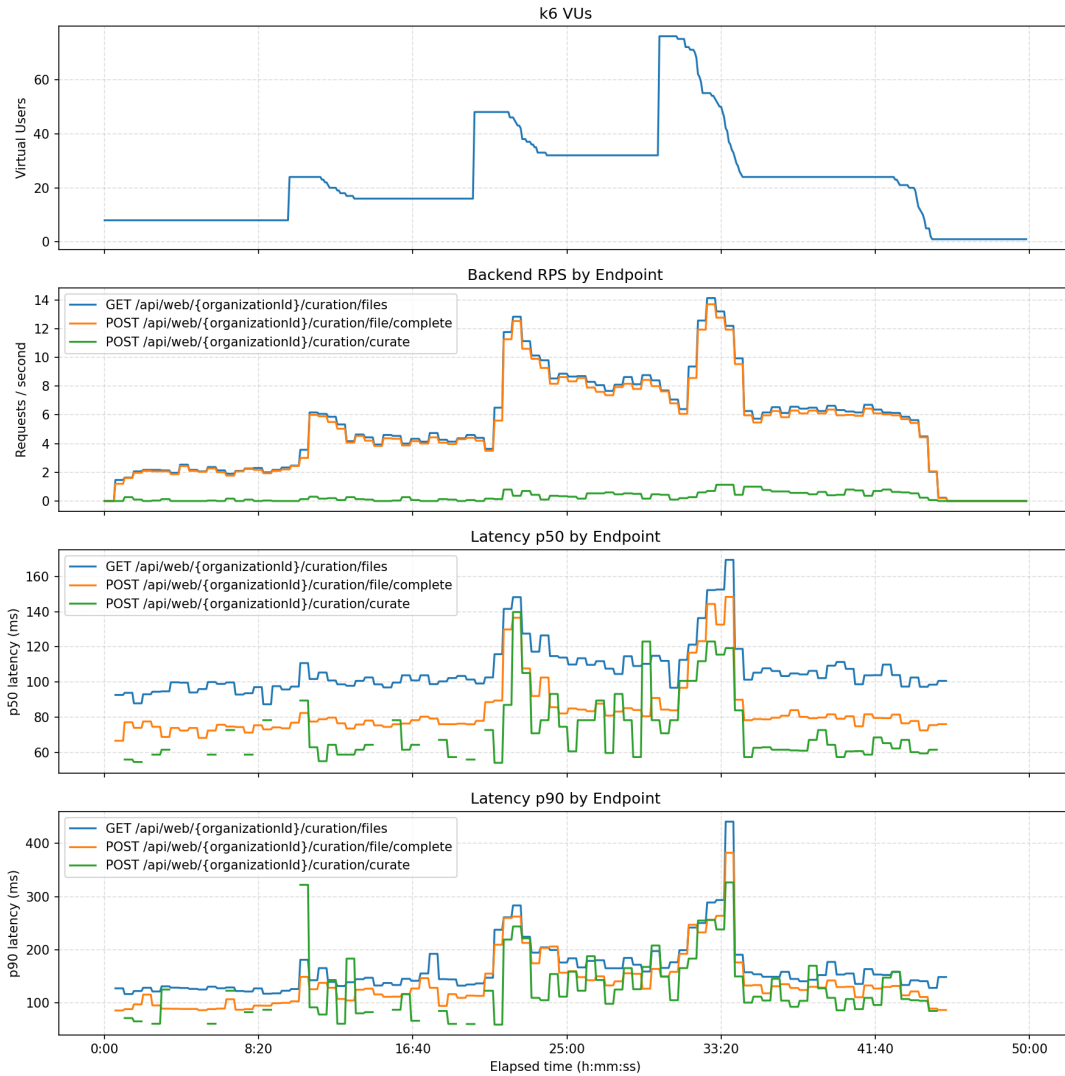 k6 VUs
Virtual Users
60
40
20
0
Backend RPS by Endpoint
Requests / second
14
12
10
8
6
4
2
0
GET /api/web/{organizationId}/curation/files
POST /api/web/{organizationId}/curation/file/complete
POST /api/web/{organizationId}/curation/curate
Latency p50 by Endpoint
p50 latency (ms)
160
140
120
100
80
60
GET /api/web/{organizationId}/curation/files
POST /api/web/{organizationId}/curation/file/complete
POST /api/web/{organizationId}/curation/curate
Latency p90 by Endpoint
p90 latency (ms)
400
300
200
100
GET /api/web/{organizationId}/curation/files
POST /api/web/{organizationId}/curation/file/complete
POST /api/web/{organizationId}/curation/curate
0:00 8:20 16:40 25:00 33:20 41:40 50:00
Elapsed time (h:mm:ss)